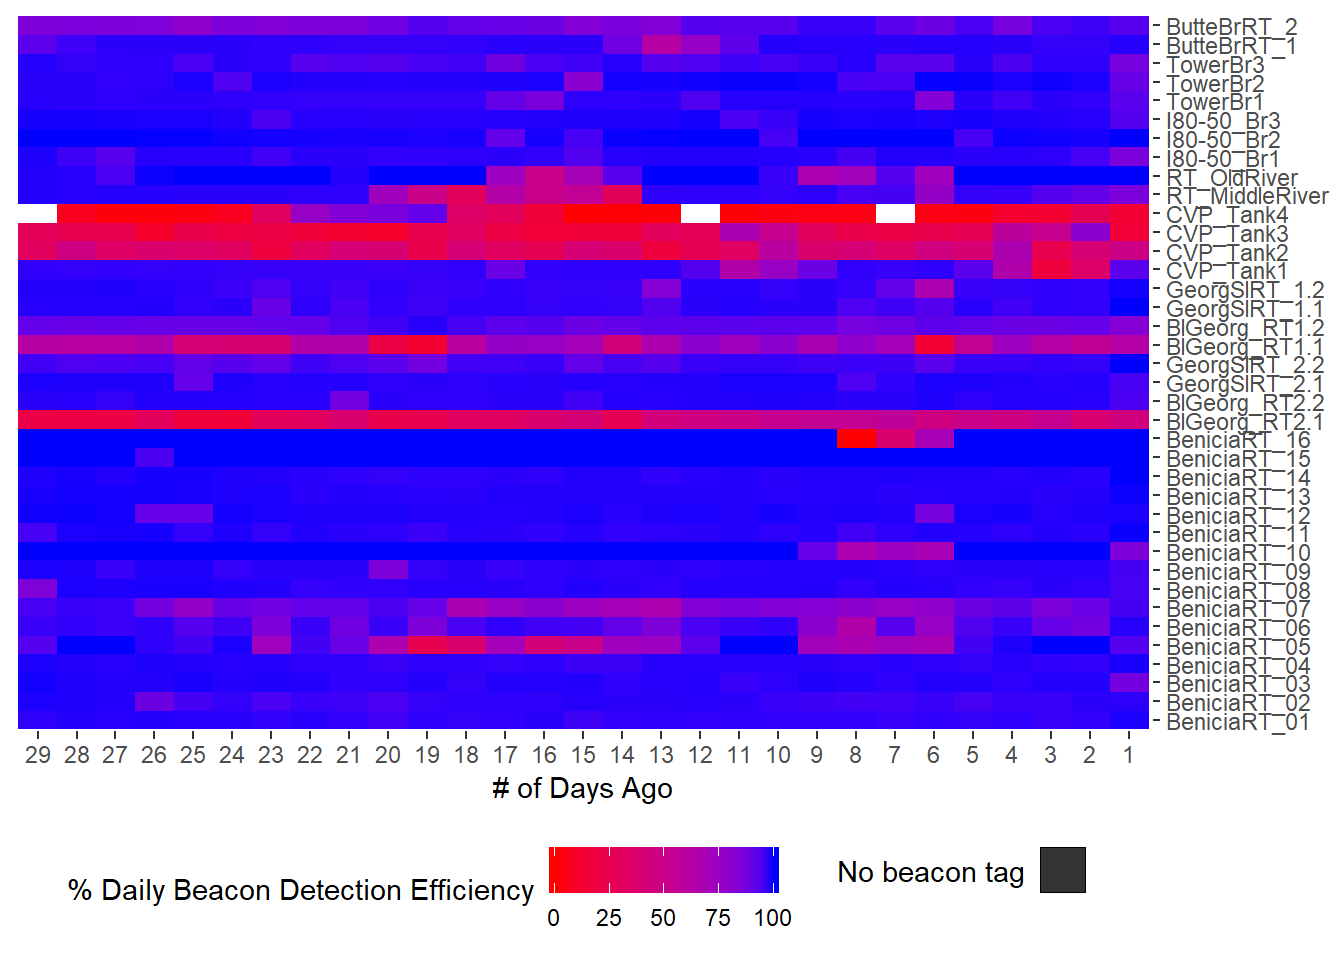 ButteBrRT_2
ButteBrRT_1
TowerBr3
TowerBr2
TowerBr1
I80-50_Br3
I80-50_Br2
I80-50_Br1
RT_OldRiver
RT_MiddleRiver
CVP_Tank4
CVP_Tank3
CVP_Tank2
CVP_Tank1
GeorgSlRT_1.2
GeorgSlRT_1.1
BlGeorg_RT1.2
BlGeorg_RT1.1
GeorgSlRT_2.2
GeorgSlRT_2.1
BlGeorg_RT2.2
BlGeorg_RT2.1
BeniciaRT_16
BeniciaRT_15
BeniciaRT_14
BeniciaRT_13
BeniciaRT_12
BeniciaRT_11
BeniciaRT_10
BeniciaRT_09
BeniciaRT_08
BeniciaRT_07
BeniciaRT_06
BeniciaRT_05
BeniciaRT_04
BeniciaRT_03
BeniciaRT_02
BeniciaRT_01
29 28 27 26 25 24 23 22 21 20 19 18 17 16 15 14 13 12 11 10 9 8 7 6 5 4 3 2 1
# of Days Ago
% Daily Beacon Detection Efficiency
0 25 50 75 100
No beacon tag